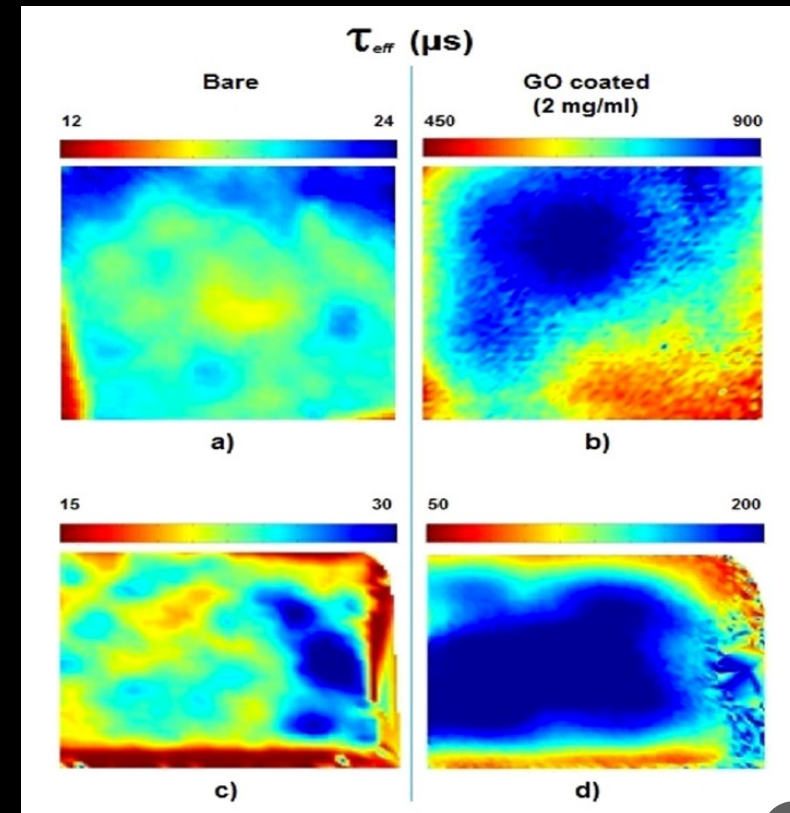 τeff (μs)
Bare
GO coated
(2 mg/ml)
12 24
450 900
a)
b)
15 30
50 200
c)
d)